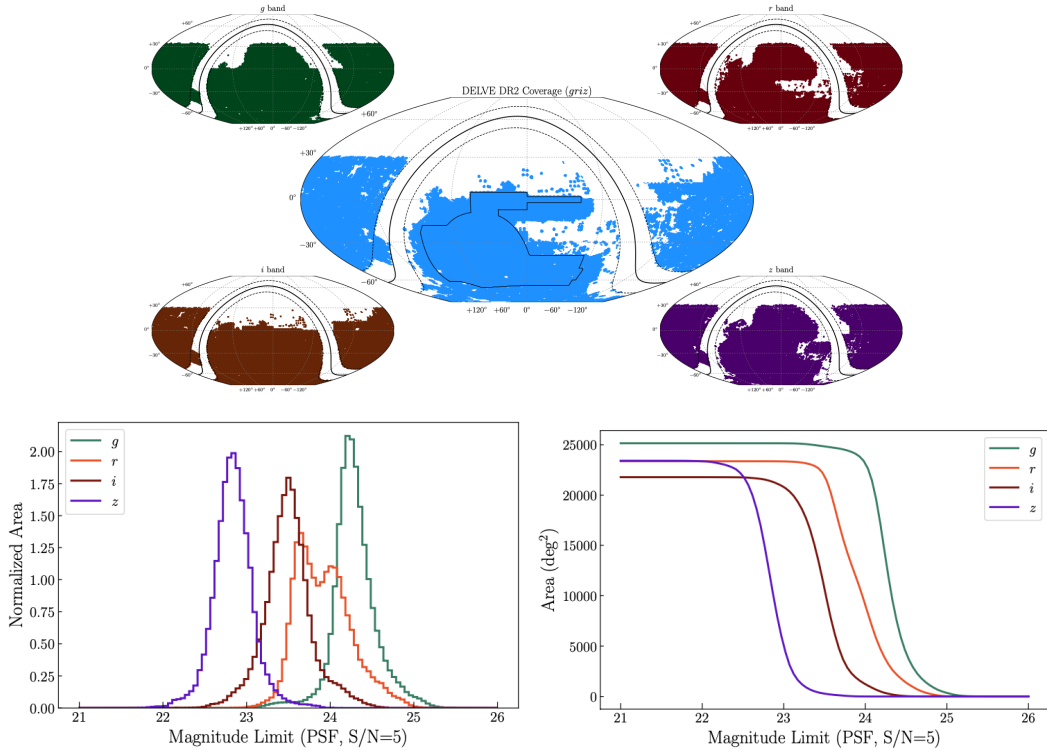 g band
+60°
+30°
0°
−30°
−60°
+120° +60° 0° −60° −120°
r band
+60°
+30°
0°
−30°
−60°
+120° +60° 0° −60° −120°
DELVE DR2 Coverage (griz)
+60°
+30°
0°
−30°
−60°
+120° +60° 0° −60° −120°
i band
+60°
+30°
0°
−30°
−60°
+120° +60° 0° −60° −120°
z band
+60°
+30°
0°
−30°
−60°
+120° +60° 0° −60° −120°
Normalized Area
2.00
1.75
1.50
1.25
1.00
0.75
0.50
0.25
0.00
g
r
i
z
21 22 23 24 25 26
Magnitude Limit (PSF, S/N=5)
Area (deg²)
25000
20000
15000
10000
5000
0
g
r
i
z
21 22 23 24 25 26
Magnitude Limit (PSF, S/N=5)